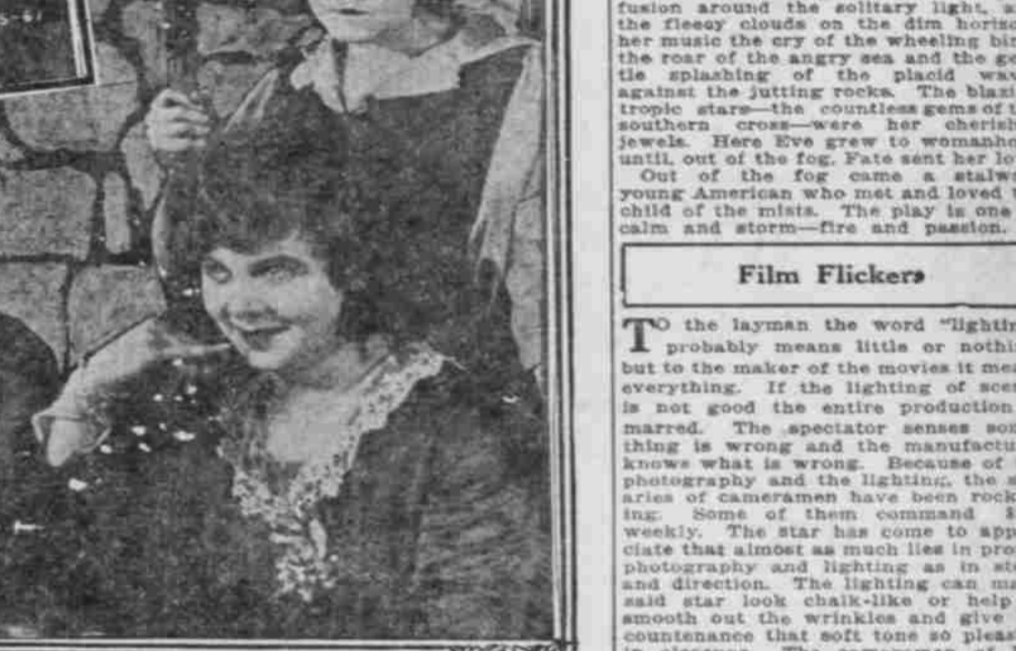 fusion around the solitary light, a
the fleecy clouds on the dim horiso
her music the cry of the wheeling bir
the roar of the angry sea and the ge
tle splashing of the placid wav
against the jutting rocks. The blazi
tropic stars—the countless gems of t
southern cross—were her cherish
jewels. Here Eve grew to womanho
until, out of the fog, Fate sent her lo
Out of the fog came a stalwa
young American who met and loved t
child of the mists. The play is one
calm and storm—fire and passion.
Film Flickers
TO the layman the word "lightin
probably means little or nothi
but to the maker of the movies it mea
everything. If the lighting of scen
is not good the entire production
marred. The spectator senses som
thing is wrong and the manufactu
knows what is wrong. Because of
photography and the lighting, the s
aries of cameramen have been rock
ing. Some of them command $
weekly. The star has come to app
ciate that almost as much lies in pro
photography and lighting as in sto
and direction. The lighting can ma
said star look chalk-like or help
smooth out the wrinkles and give
countenance that soft tone so pleas